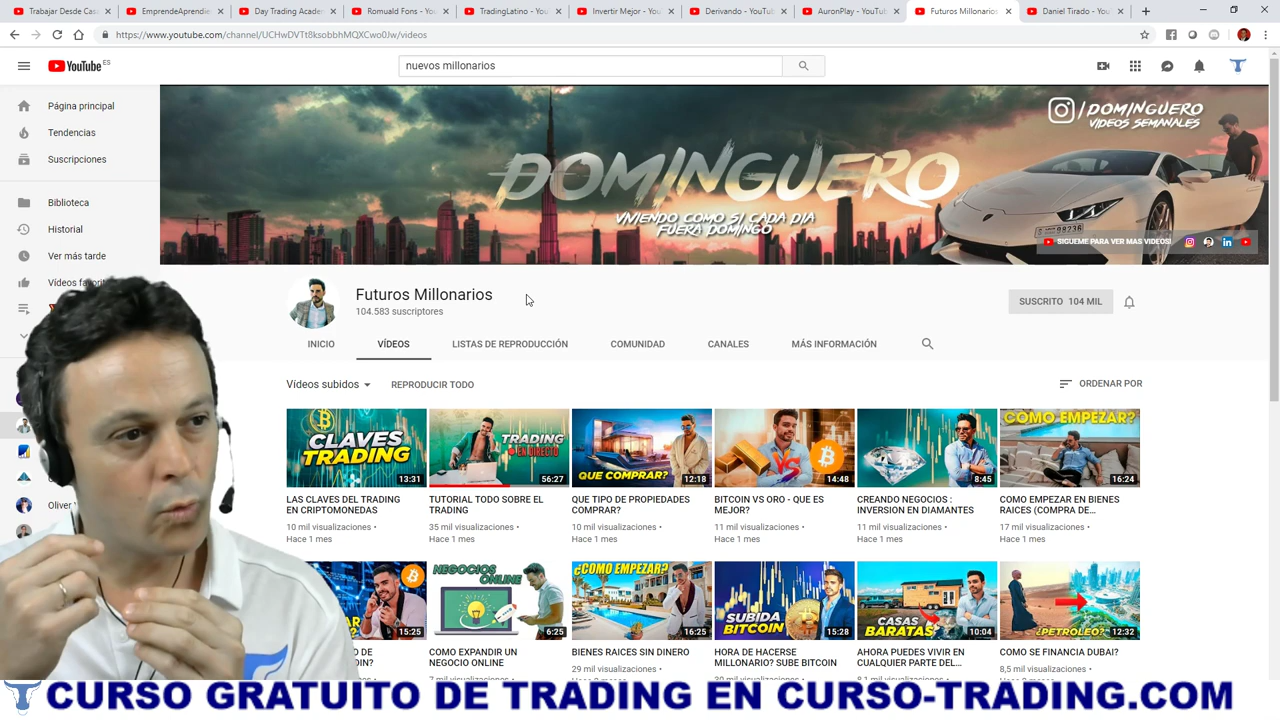 Trabajar Desde Cas
EmprendeAprendie
Day Trading Acade
Romuald Fons - Yo
TradingLatino - You
Invertir Mejor - You
Derivando - YouTu
AuronPlay - YouTu
Futuros Millonarios
Daniel Tirado - You
https://www.youtube.com/channel/UCHwDVTt8ksobbhMQXCwo0Jw/videos
YouTube ES
nuevos millonarios
Página principal
Tendencias
Suscripciones
Biblioteca
Historial
Ver más tarde
Vídeos favori
Oliver
/DOMINGUERO
VIDEOS SEMANALES
DOMINGUERO
VIVIENDO COMO SI CADA DIA
FUERA DOMINGO
SIGUEME PARA VER MAS VIDEOS!
Futuros Millonarios
104.583 suscriptores
SUSCRITO 104 MIL
INICIO
VÍDEOS
LISTAS DE REPRODUCCIÓN
COMUNIDAD
CANALES
MÁS INFORMACIÓN
Vídeos subidos
REPRODUCIR TODO
ORDENAR POR
CLAVES
TRADING
13:31
TRADING
EN DIRECTO
56:27
QUE COMPRAR?
12:18
VS
14:48
8:45
COMO EMPEZAR?
16:24
LAS CLAVES DEL TRADING
EN CRIPTOMONEDAS
10 mil visualizaciones •
Hace 1 mes
TUTORIAL TODO SOBRE EL
TRADING
35 mil visualizaciones •
Hace 1 mes
QUE TIPO DE PROPIEDADES
COMPRAR?
10 mil visualizaciones •
Hace 1 mes
BITCOIN VS ORO - QUE ES
MEJOR?
11 mil visualizaciones •
Hace 1 mes
CREANDO NEGOCIOS :
INVERSION EN DIAMANTES
11 mil visualizaciones •
Hace 1 mes
COMO EMPEZAR EN BIENES
RAICES (COMPRA DE...
17 mil visualizaciones •
Hace 1 mes
15:25
NEGOCIOS
ONLINE
6:25
¿COMO EMPEZAR?
16:25
SUBIDA
BITCOIN
15:28
CASAS
BARATAS
10:04
¿PETROLEO?
12:32
DE
COIN?
COMO EXPANDIR UN
NEGOCIO ONLINE
BIENES RAICES SIN DINERO
29 mil visualizaciones •
HORA DE HACERSE
MILLONARIO? SUBE BITCOIN
AHORA PUEDES VIVIR EN
CUALQUIER PARTE DEL...
COMO SE FINANCIA DUBAI?
8,5 mil visualizaciones •
CURSO GRATUITO DE TRADING EN CURSO-TRADING.COM